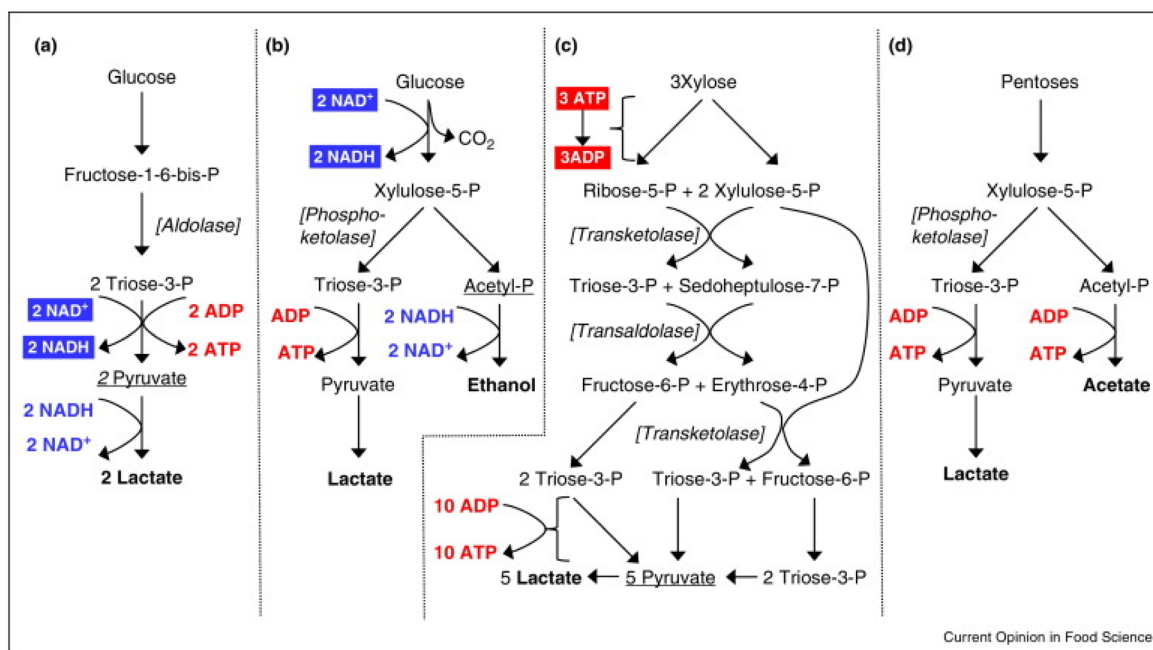 (a)
Glucose
Fructose-1-6-bis-P
[Aldolase]
2 Triose-3-P
2 NAD⁺
2 ADP
2 NADH
2 ATP
2 Pyruvate
2 NADH
2 NAD⁺
2 Lactate
(b)
Glucose
2 NAD⁺
CO₂
2 NADH
Xylulose-5-P
[Phospho-
ketolase]
Triose-3-P
Acetyl-P
ADP
2 NADH
ATP
2 NAD⁺
Pyruvate
Ethanol
Lactate
(c)
3Xylose
3 ATP
3ADP
Ribose-5-P + 2 Xylulose-5-P
[Transketolase]
Triose-3-P + Sedoheptulose-7-P
[Transaldolase]
Fructose-6-P + Erythrose-4-P
[Transketolase]
2 Triose-3-P
Triose-3-P + Fructose-6-P
10 ADP
10 ATP
5 Lactate
5 Pyruvate
2 Triose-3-P
(d)
Pentoses
Xylulose-5-P
[Phospho-
ketolase]
Triose-3-P
Acetyl-P
ADP
ADP
ATP
ATP
Pyruvate
Acetate
Lactate
Current Opinion in Food Science